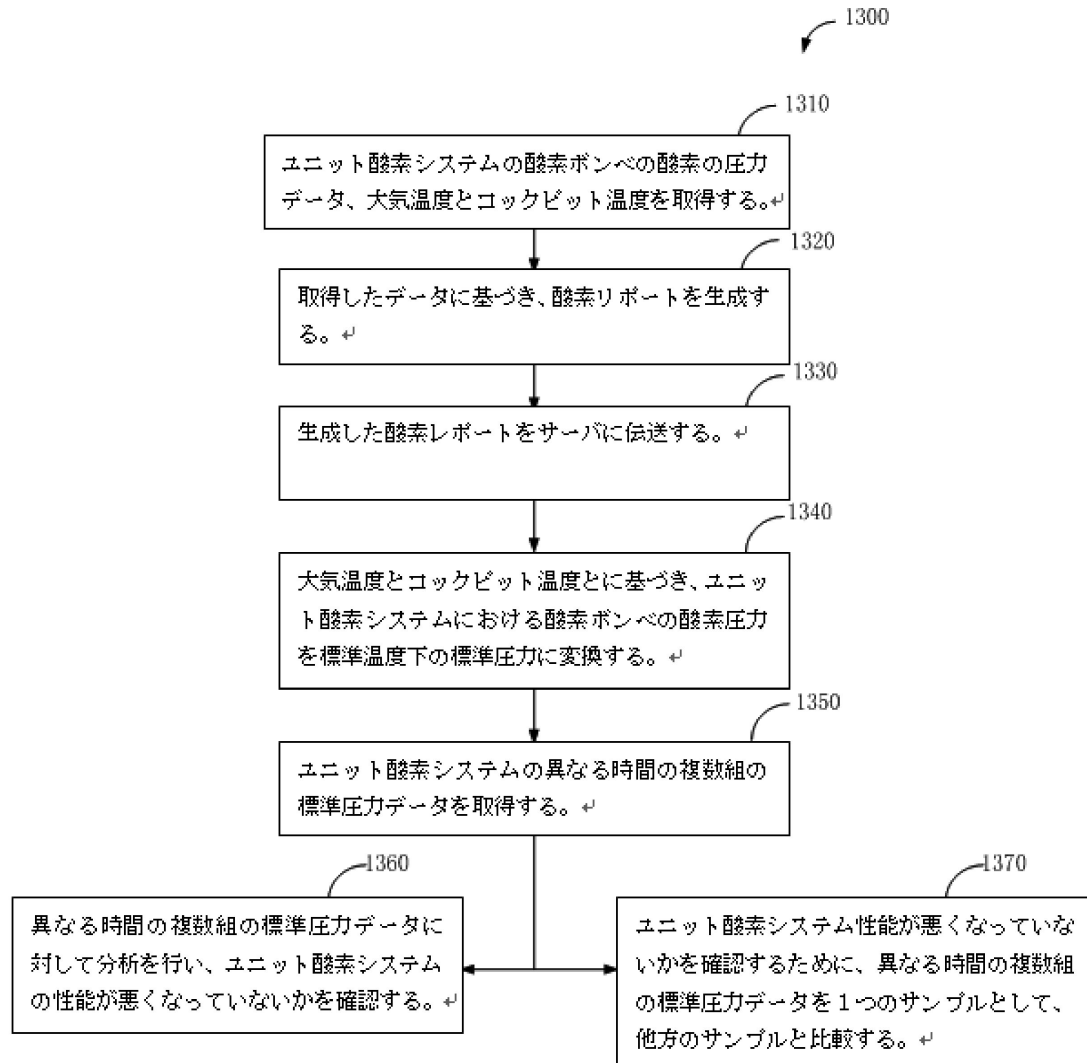 1300
1310
ユニット酸素システムの酸素ボンベの酸素の圧力
データ、大気温度とコックピット温度を取得する。↵
1320
取得したデータに基づき、酸素リポートを生成す
る。↵
1330
生成した酸素レポートをサーバに伝送する。↵
1340
大気温度とコックピット温度とに基づき、ユニッ
ト酸素システムにおける酸素ボンベの酸素圧力
を標準温度下の標準圧力に変換する。↵
1350
ユニット酸素システムの異なる時間の複数組の
標準圧力データを取得する。↵
1360
異なる時間の複数組の標準圧力データに
対して分析を行い、ユニット酸素システム
の性能が悪くなっていないかを確認する。↵
1370
ユニット酸素システム性能が悪くなっていな
いかを確認するために、異なる時間の複数組
の標準圧力データを1つのサンプルとして、
他方のサンプルと比較する。↵